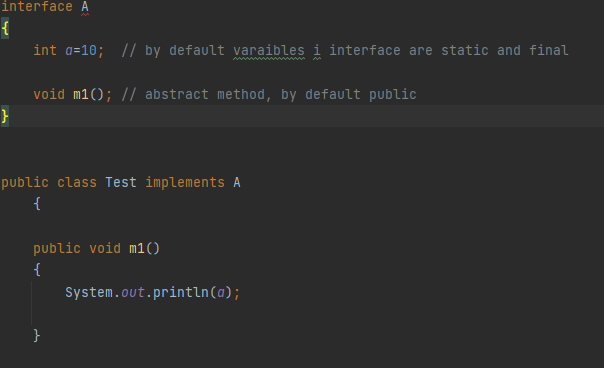 interface A
{
int a=10; // by default varaibles i interface are static and final
void m1(); // abstract method, by default public
}
public class Test implements A
{
public void m1()
{
System.out.println(a);
}